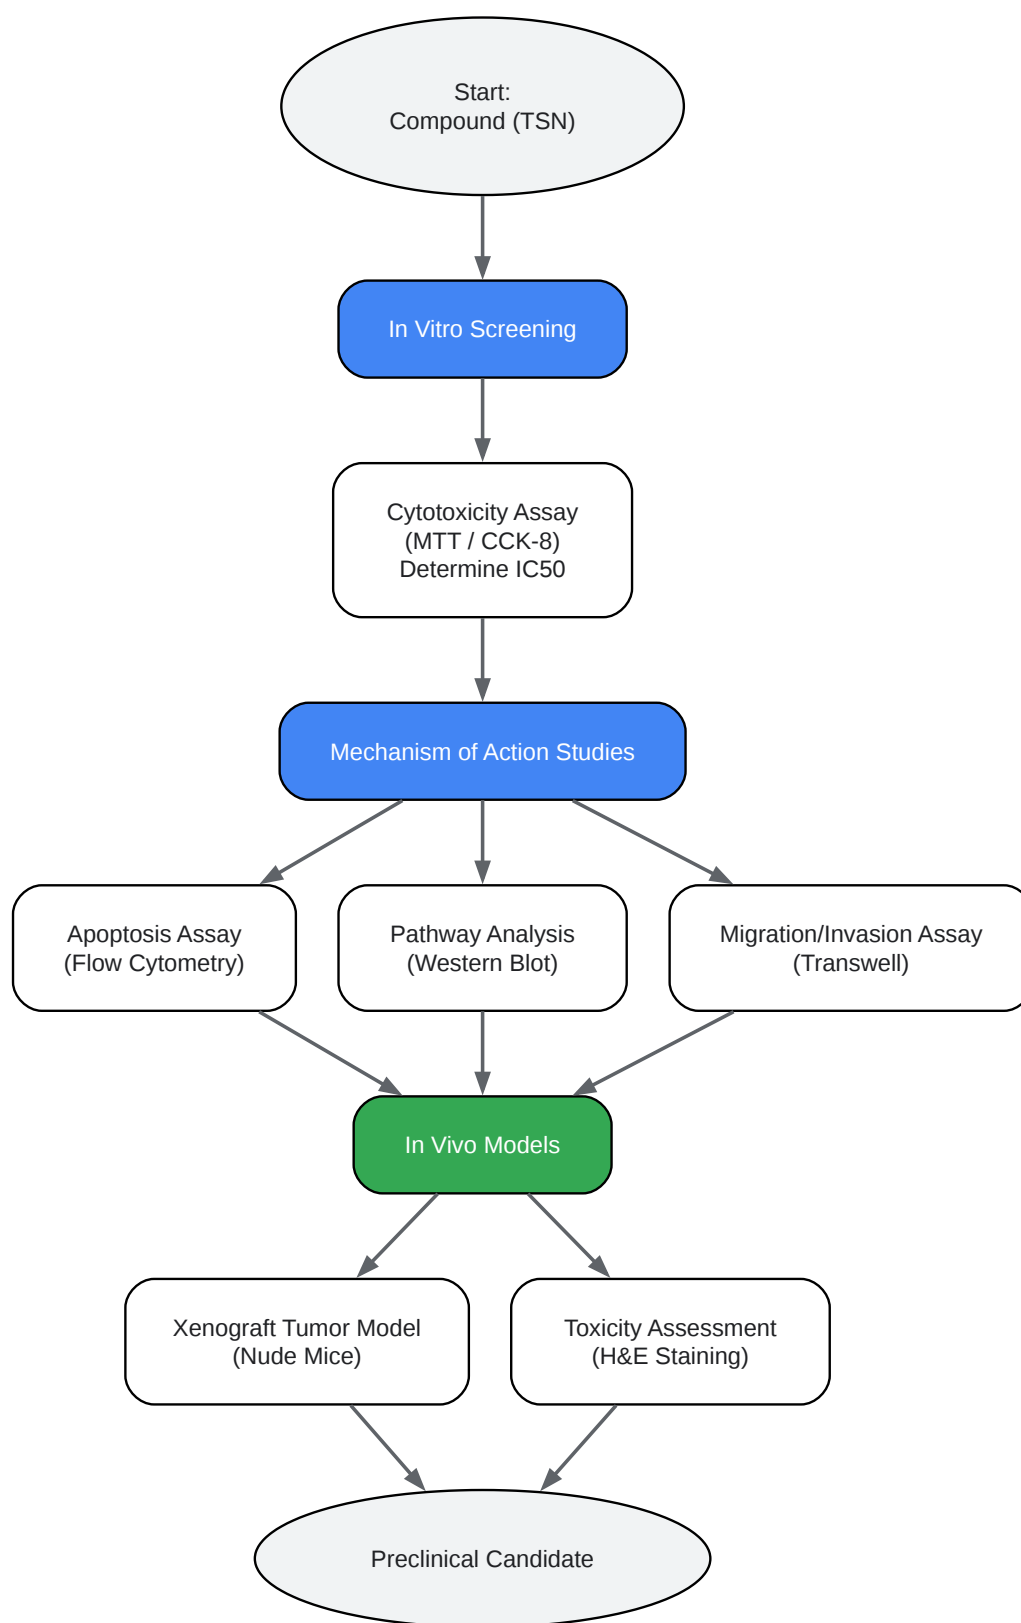 Start:
Compound (TSN)
In Vitro Screening
Cytotoxicity Assay
(MTT / CCK-8)
Determine IC50
Mechanism of Action Studies
Apoptosis Assay
(Flow Cytometry)
Pathway Analysis
(Western Blot)
Migration/Invasion Assay
(Transwell)
In Vivo Models
Xenograft Tumor Model
(Nude Mice)
Toxicity Assessment
(H&E Staining)
Preclinical Candidate